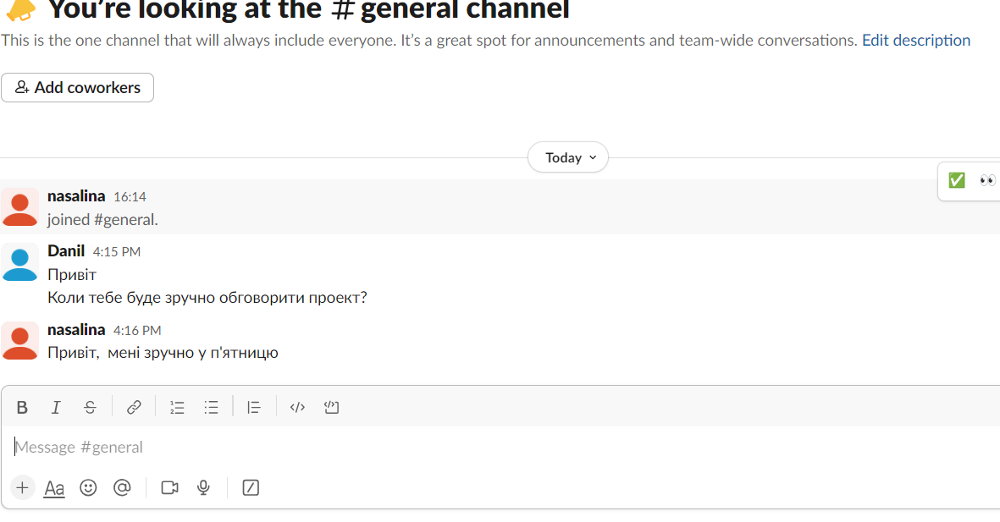 You're looking at the # general channel
This is the one channel that will always include everyone. It's a great spot for announcements and team-wide conversations. Edit description
Add coworkers
Today
nasalina 16:14
joined #general.
Danil 4:15 PM
Привіт
Коли тебе буде зручно обговорити проект?
nasalina 4:16 PM
Привіт, мені зручно у п'ятницю
B I S
Message #general
+ Aa @